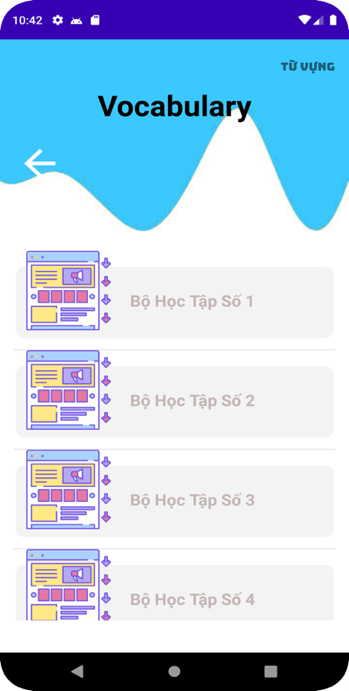 10:42
TỪ VỰNG
Vocabulary
Bộ Học Tập Số 1
Bộ Học Tập Số 2
Bộ Học Tập Số 3
Bộ Học Tập Số 4